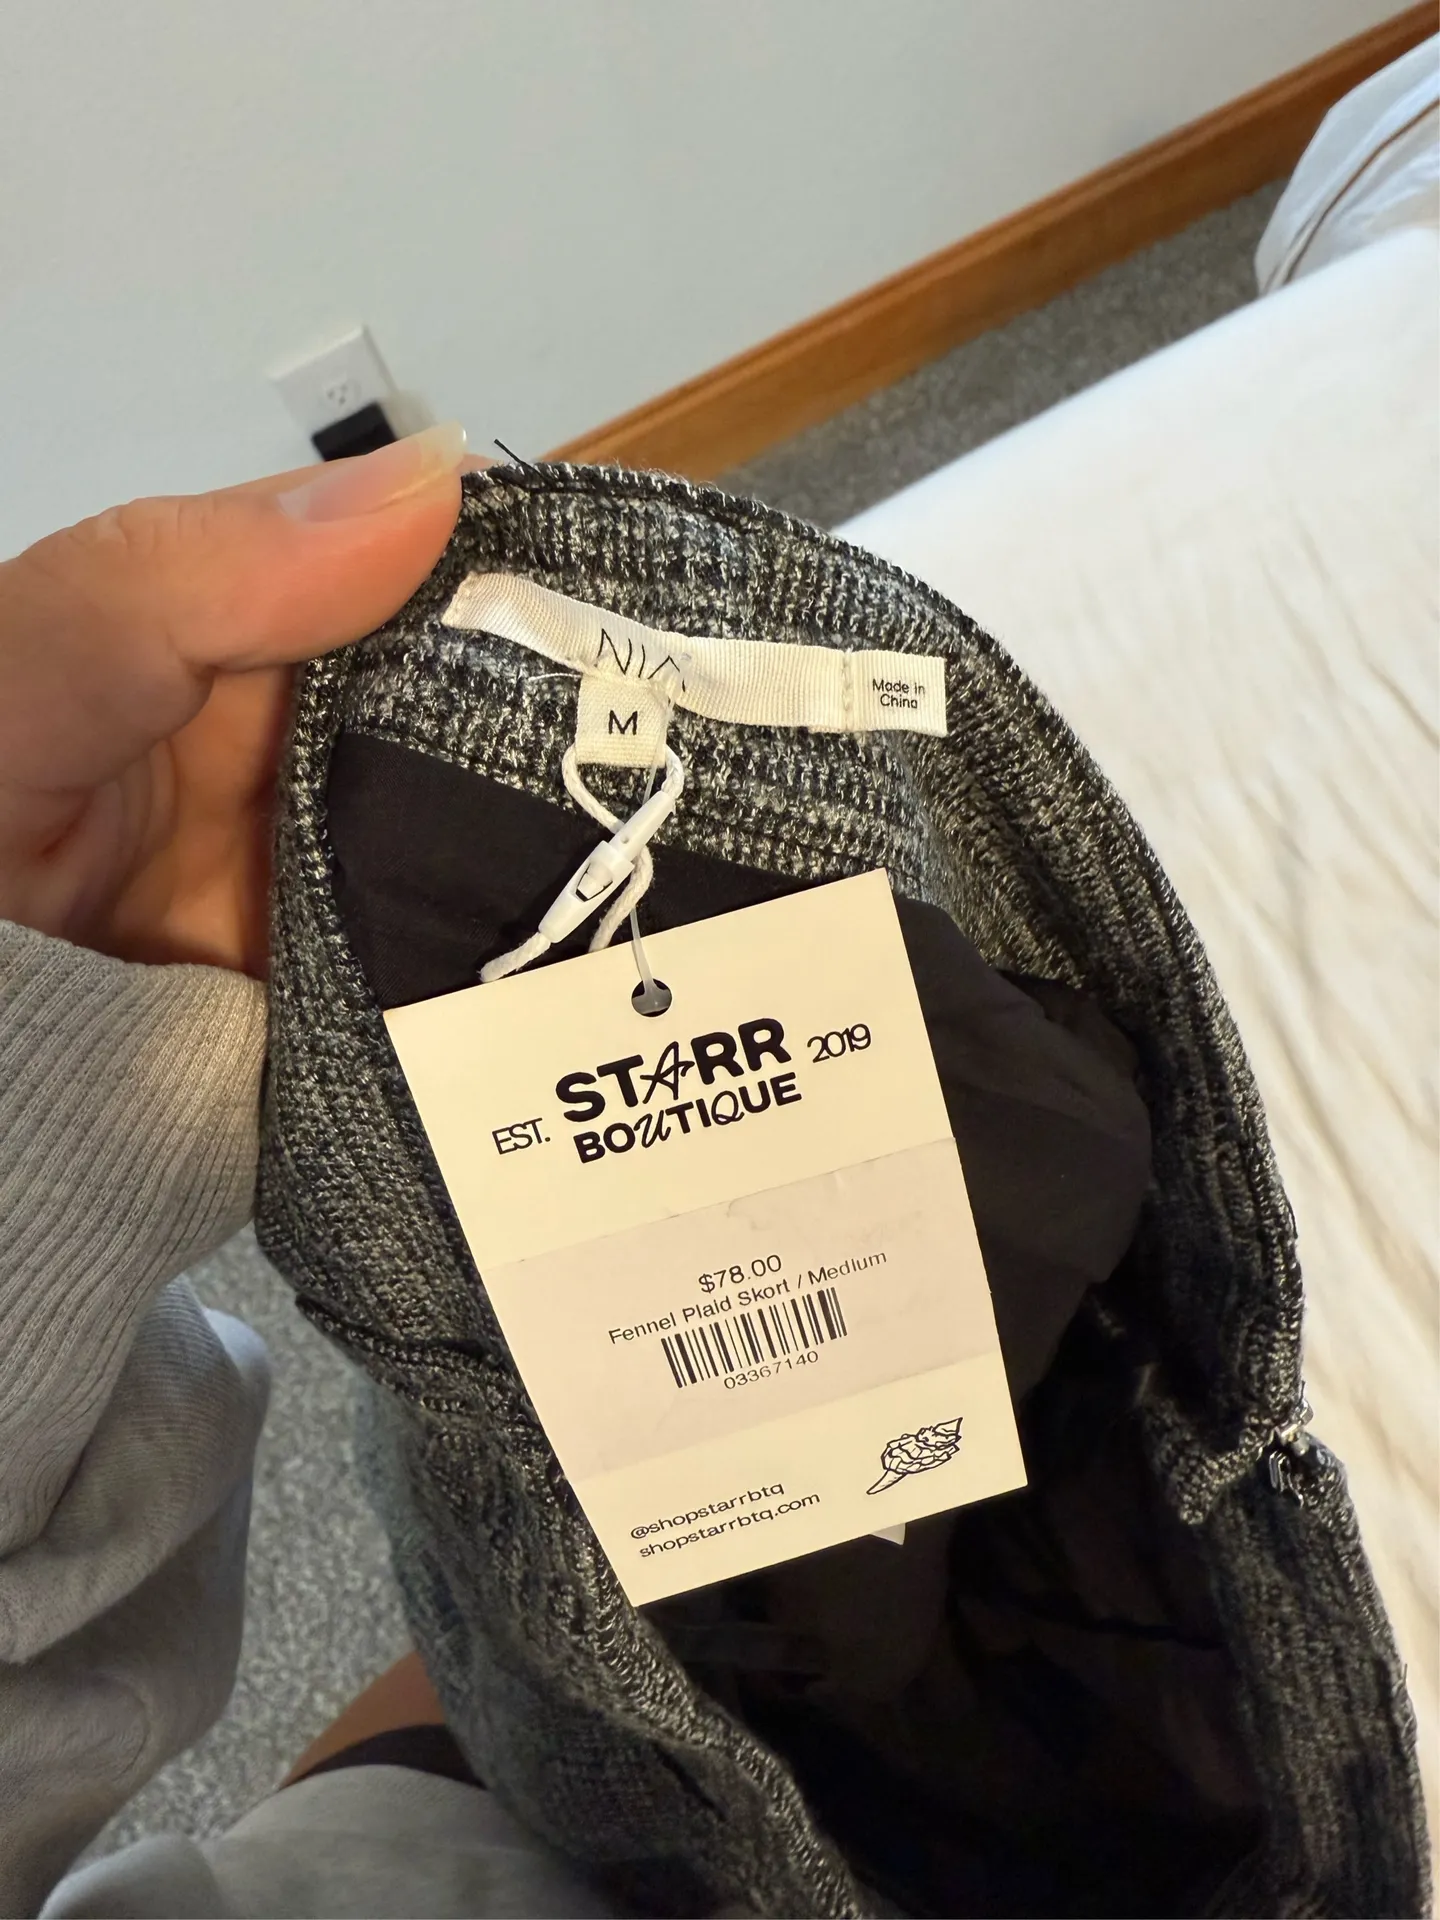 NIA
M
Made in
China
EST. STARR 2019
BOUTIQUE
$78.00
Fennel Plaid Skort / Medium
03367140
@shopstarrbtq
shopstarrbtq.com